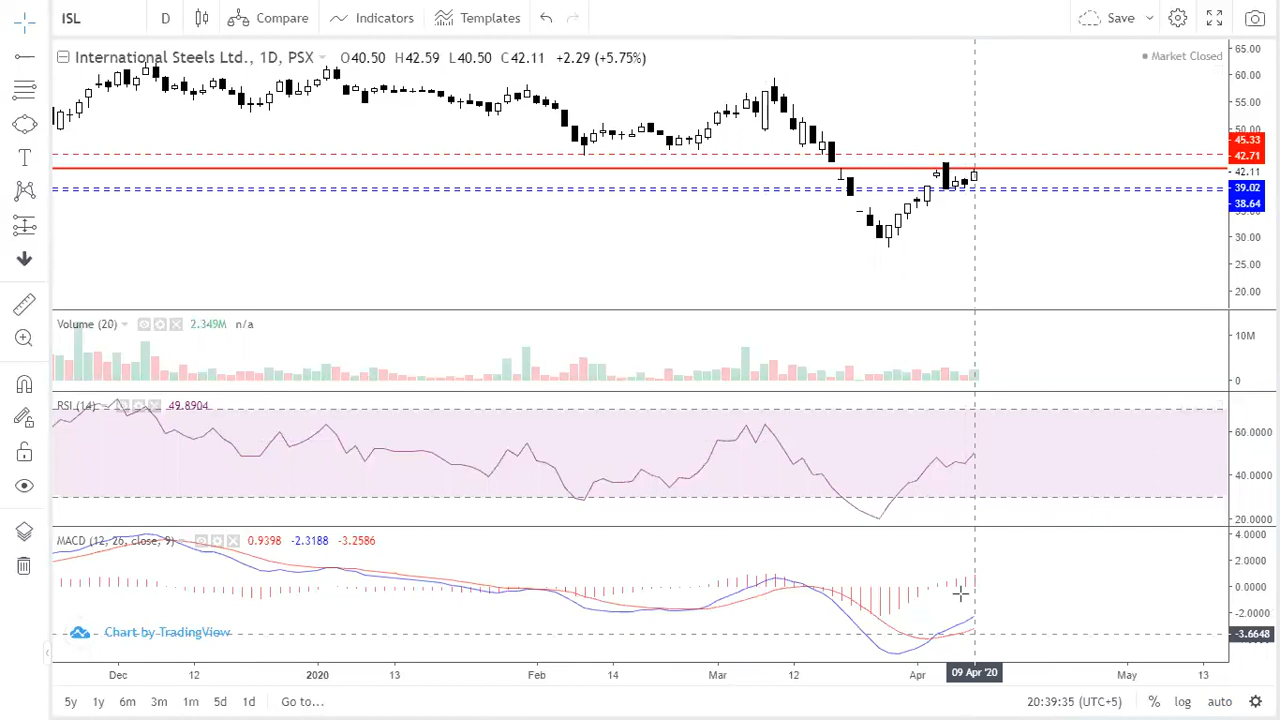 ISL D Compare Indicators Templates Save
International Steels Ltd., 1D, PSX O40.50 H42.59 L40.50 C42.11 +2.29 (+5.75%)
Market Closed
65.00
60.00
55.00
50.00
45.33
42.71
42.11
39.02
38.64
35.00
30.00
25.00
20.00
Volume (20) 2.349M n/a
10M
0
RSI (14) 49.8904
60.0000
40.0000
20.0000
MACD (12, 26, close, 9) 0.9398 -2.3188 -3.2586
4.0000
2.0000
0.0000
-2.0000
Chart by TradingView
-3.6648
Dec 12 2020 13 Feb 14 Mar 12 Apr 09 Apr '20 May 13
5y 1y 6m 3m 1m 5d 1d Go to... 20:39:35 (UTC+5) % log auto